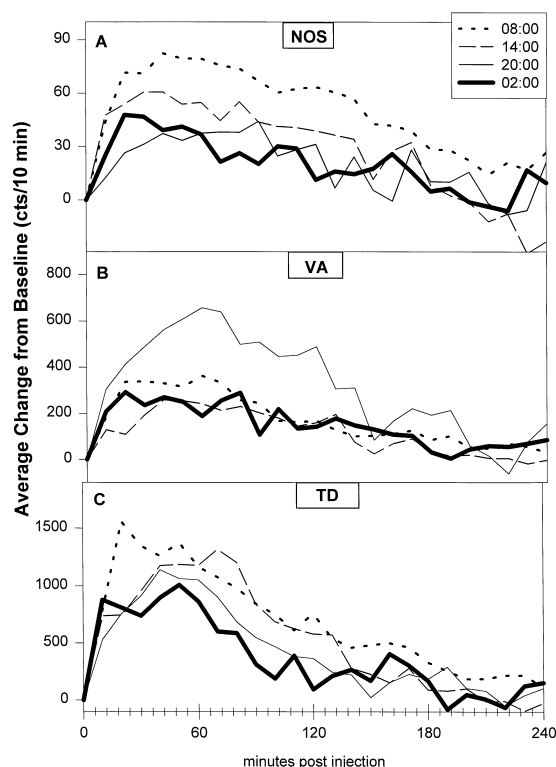 A
NOS
08:00
14:00
20:00
02:00
90
60
30
0
B
VA
800
600
400
200
0
C
TD
1500
1000
500
0
0
60
120
180
240
minutes post injection
Average Change from Baseline (cts/10 min)